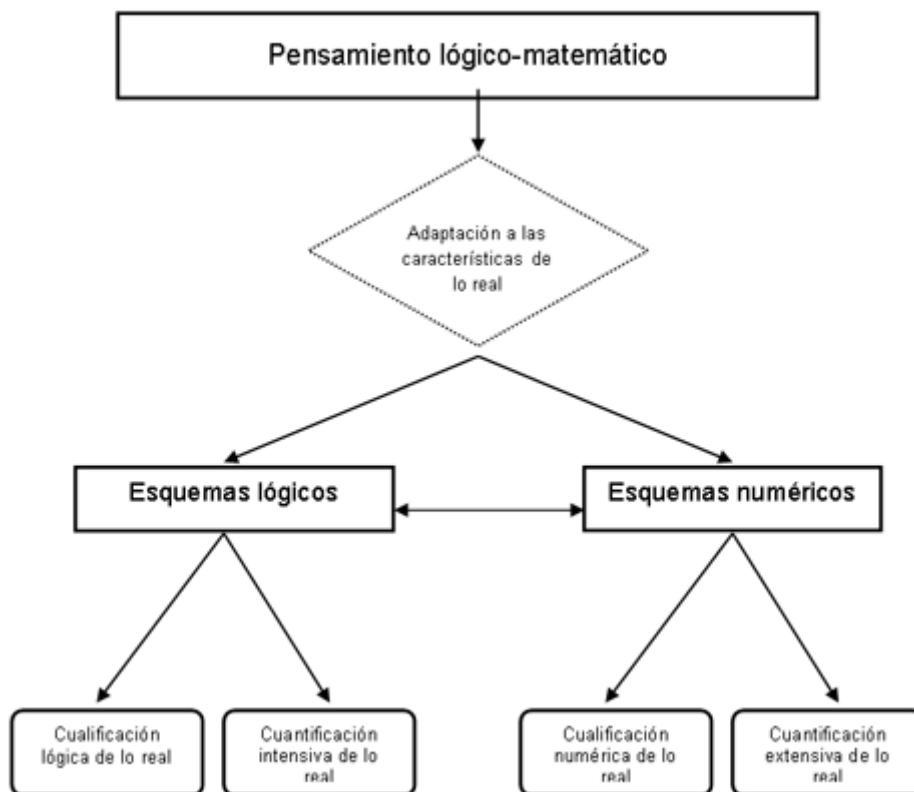 Pensamiento lógico-matemático
Adaptación a las
características de
lo real
Esquemas lógicos
Esquemas numéricos
Cualificación
lógica de lo real
Cuantificación
intensiva de lo
real
Cualificación
numérica de lo
real
Cuantificación
extensiva de lo
real